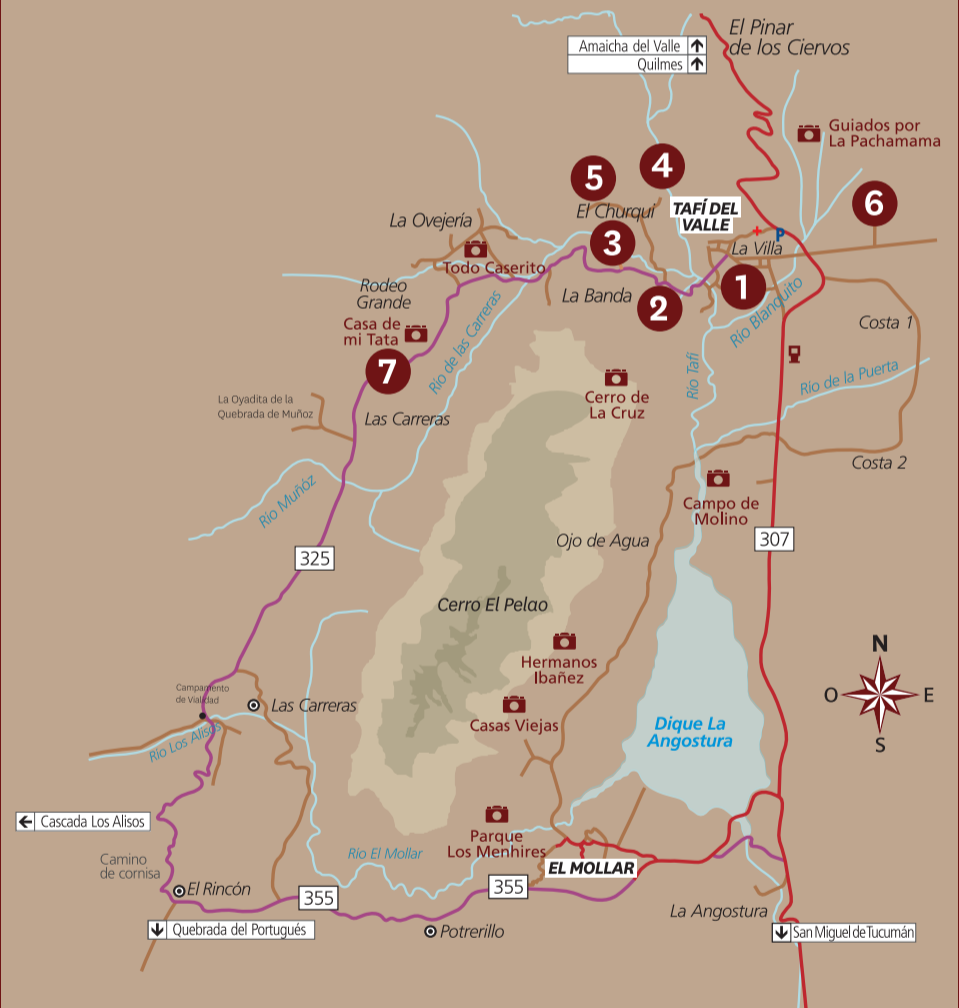 El Pinar
de los Ciervos
Amaicha del Valle
Quilmes
Guiados por
La Pachamama
5
4
6
El Churqui
TAFÍ DEL
VALLE
P
La Ovejería
3
La Villa
Todo Caserito
Rodeo
Grande
La Banda
2
1
Río Blanquito
Casa de
mi Tata
Río de las Carreras
Costa 1
7
Río Tafí
Río de la Puerta
Cerro de
La Cruz
La Oyadita de la
Quebrada de Muñoz
Las Carreras
Costa 2
Río Muñóz
Campo de
Molino
325
Ojo de Agua
307
Cerro El Pelao
N
O
E
S
Hermanos
Ibañez
Campamento
de Vialidad
Las Carreras
Casas Viejas
Dique La
Angostura
Río Los Alisos
Cascada Los Alisos
Parque
Los Menhires
Camino
de cornisa
Río El Mollar
EL MOLLAR
El Rincón
355
355
La Angostura
Quebrada del Portugués
Potrerillo
San Miguel de Tucumán